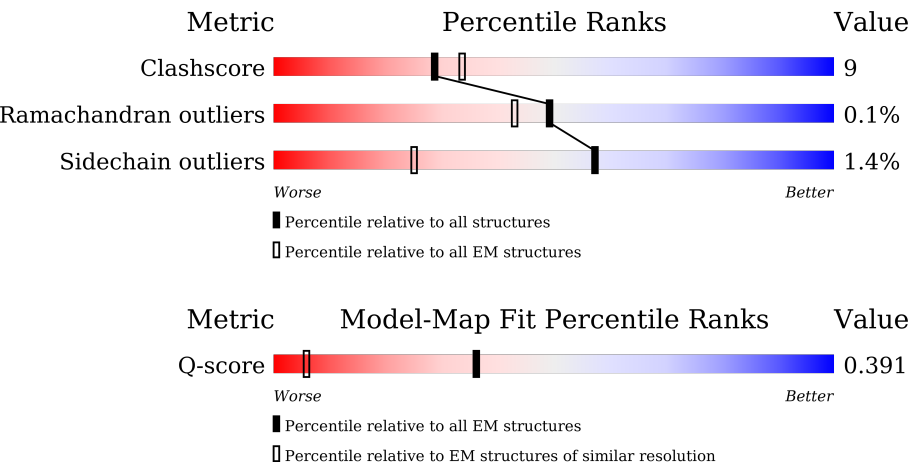 Metric Percentile Ranks Value
Clashscore 9
Ramachandran outliers 0.1%
Sidechain outliers 1.4%
Worse Better
Percentile relative to all structures
Percentile relative to all EM structures
Metric Model-Map Fit Percentile Ranks Value
Q-score 0.391
Worse Better
Percentile relative to all EM structures
Percentile relative to EM structures of similar resolution